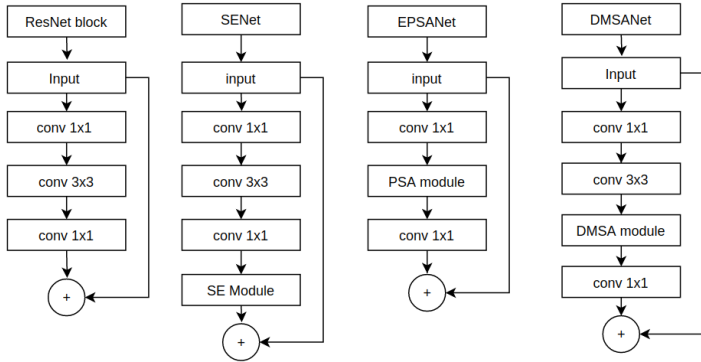 ResNet block
Input
conv 1x1
conv 3x3
conv 1x1
+
SENet
input
conv 1x1
conv 3x3
conv 1x1
SE Module
+
EPSANet
input
conv 1x1
PSA module
conv 1x1
+
DMSANet
Input
conv 1x1
conv 3x3
DMSA module
conv 1x1
+